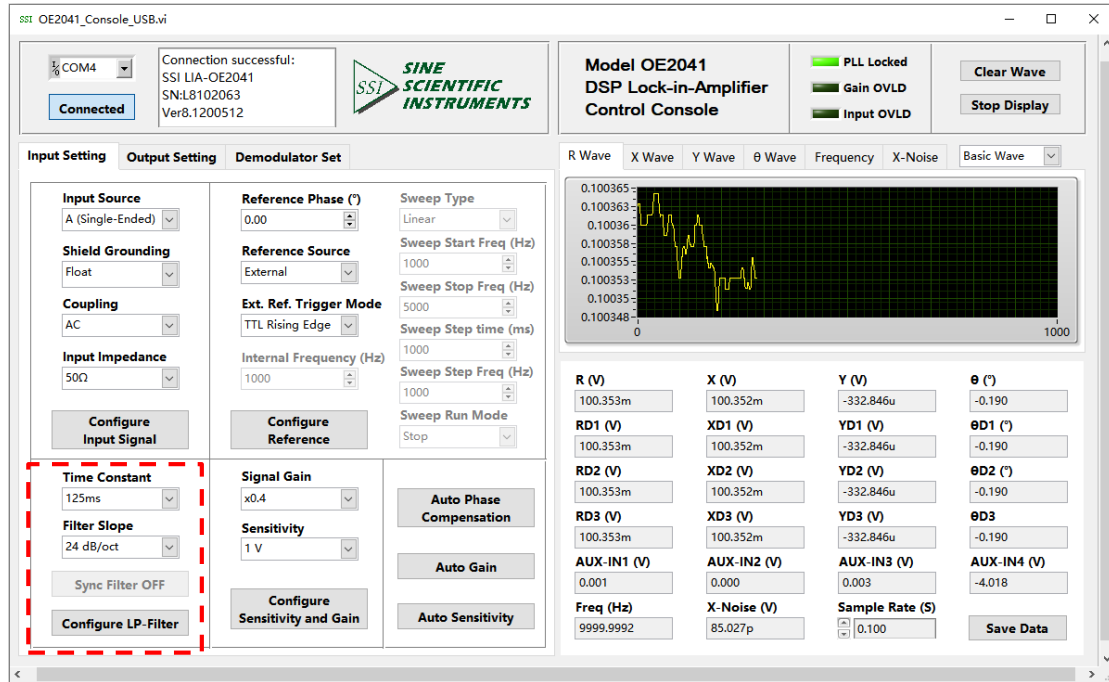 SSI OE2041_Console_USB.vi
I/O COM4
Connected
Connection successful:
SSI LIA-OE2041
SN:L8102063
Ver8.1200512
SSI
SINE
SCIENTIFIC
INSTRUMENTS
Model OE2041
DSP Lock-in-Amplifier
Control Console
PLL Locked
Gain OVLD
Input OVLD
Clear Wave
Stop Display
Input Setting Output Setting Demodulator Set
Input Source
A (Single-Ended)
Shield Grounding
Float
Coupling
AC
Input Impedance
50Ω
Configure
Input Signal
Reference Phase (°)
0.00
Reference Source
External
Ext. Ref. Trigger Mode
TTL Rising Edge
Internal Frequency (Hz)
1000
Configure
Reference
Sweep Type
Linear
Sweep Start Freq (Hz)
1000
Sweep Stop Freq (Hz)
5000
Sweep Step time (ms)
1000
Sweep Step Freq (Hz)
1000
Sweep Run Mode
Stop
Time Constant
125ms
Filter Slope
24 dB/oct
Sync Filter OFF
Configure LP-Filter
Signal Gain
x0.4
Sensitivity
1 V
Configure
Sensitivity and Gain
Auto Phase
Compensation
Auto Gain
Auto Sensitivity
R Wave X Wave Y Wave θ Wave Frequency X-Noise Basic Wave
0.100365
0.100363
0.10036
0.100358
0.100355
0.100353
0.10035
0.100348
0 1000
R (V) X (V) Y (V) θ (°)
100.353m 100.352m -332.846u -0.190
RD1 (V) XD1 (V) YD1 (V) θD1 (°)
100.353m 100.352m -332.846u -0.190
RD2 (V) XD2 (V) YD2 (V) θD2 (°)
100.353m 100.352m -332.846u -0.190
RD3 (V) XD3 (V) YD3 (V) θD3
100.353m 100.352m -332.846u -0.190
AUX-IN1 (V) AUX-IN2 (V) AUX-IN3 (V) AUX-IN4 (V)
0.001 0.000 0.003 -4.018
Freq (Hz) X-Noise (V) Sample Rate (S)
9999.9992 85.027p 0.100 Save Data